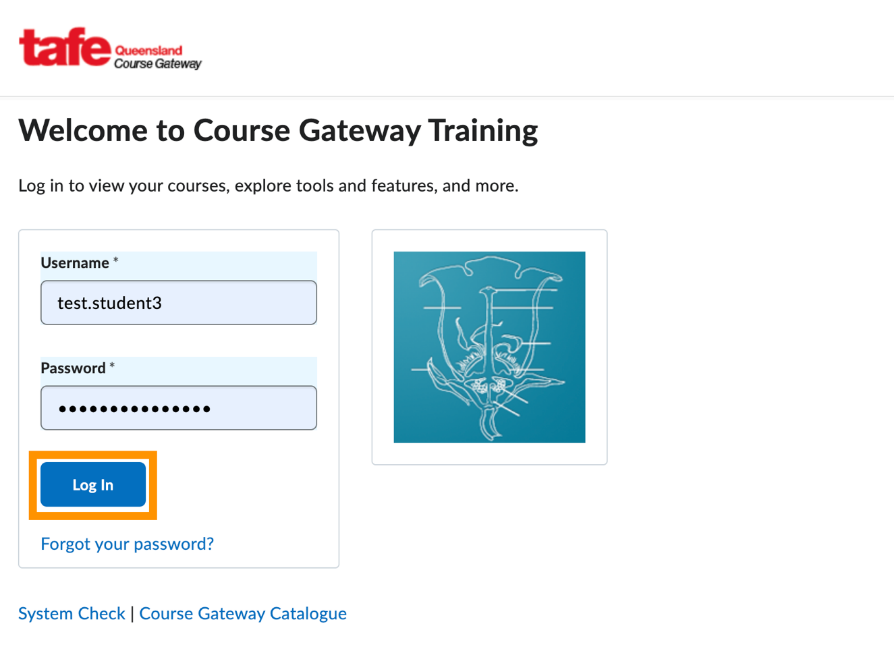 tafe Queensland
Course Gateway
Welcome to Course Gateway Training
Log in to view your courses, explore tools and features, and more.
Username *
test.student3
Password *
•••••••••••••••
Log In
Forgot your password?
System Check | Course Gateway Catalogue